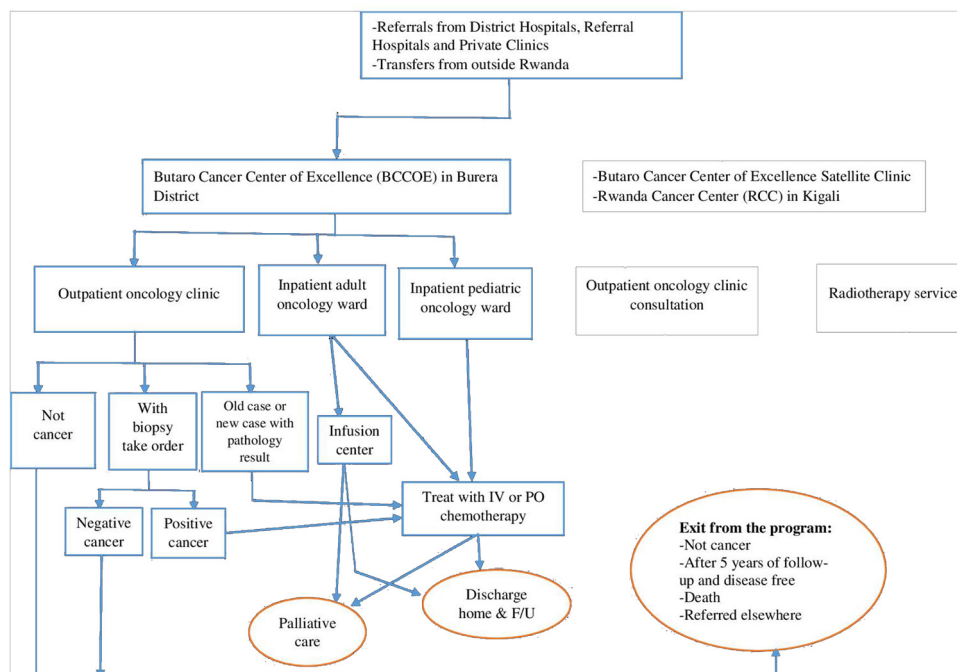 -Referrals from District Hospitals, Referral
Hospitals and Private Clinics
-Transfers from outside Rwanda
Butaro Cancer Center of Excellence (BCCOE) in Burera
District
-Butaro Cancer Center of Excellence Satellite Clinic
-Rwanda Cancer Center (RCC) in Kigali
Outpatient oncology clinic
Inpatient adult
oncology ward
Inpatient pediatric
oncology ward
Outpatient oncology clinic
consultation
Radiotherapy service
Not
cancer
With
biopsy
take order
Old case or
new case with
pathology
result
Infusion
center
Treat with IV or PO
chemotherapy
Negative
cancer
Positive
cancer
Exit from the program:
-Not cancer
-After 5 years of follow-
up and disease free
-Death
-Referred elsewhere
Discharge
home & F/U
Palliative
care